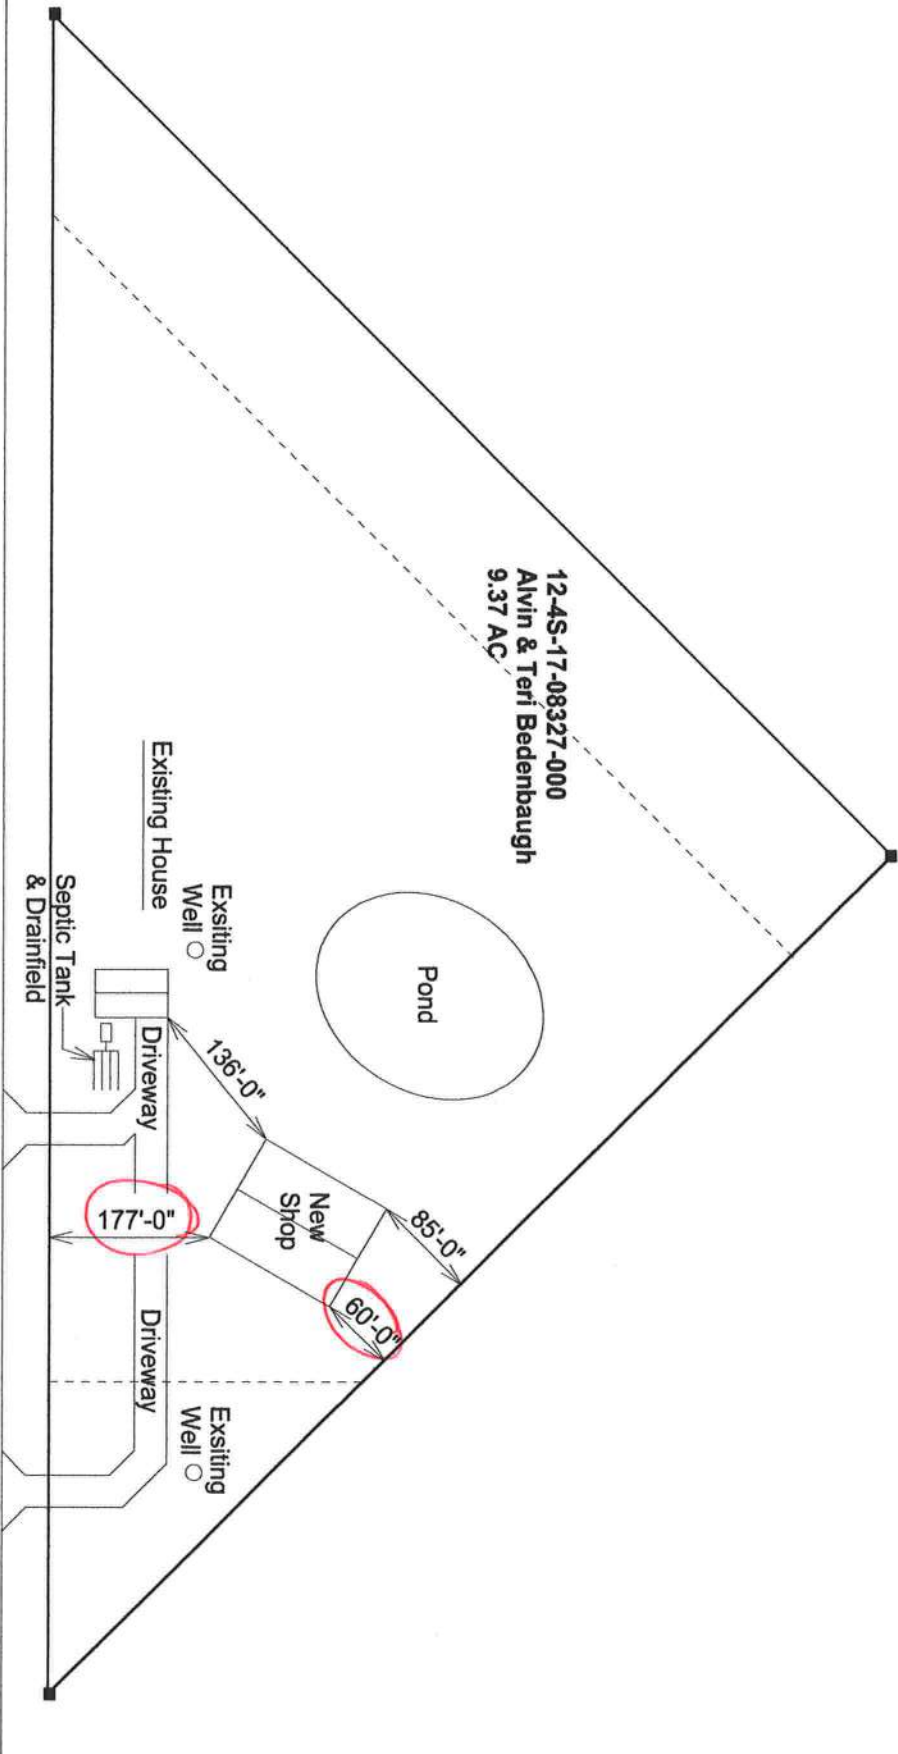 12-4S-17-08327-000
Alvin & Teri Bedenbaugh
9.37 AC
Pond
Exsiting
Well
Existing House
Septic Tank
& Drainfield
Driveway
136'-0"
New
Shop
85'-0"
60'-0"
177'-0"
Driveway
Exsiting
Well